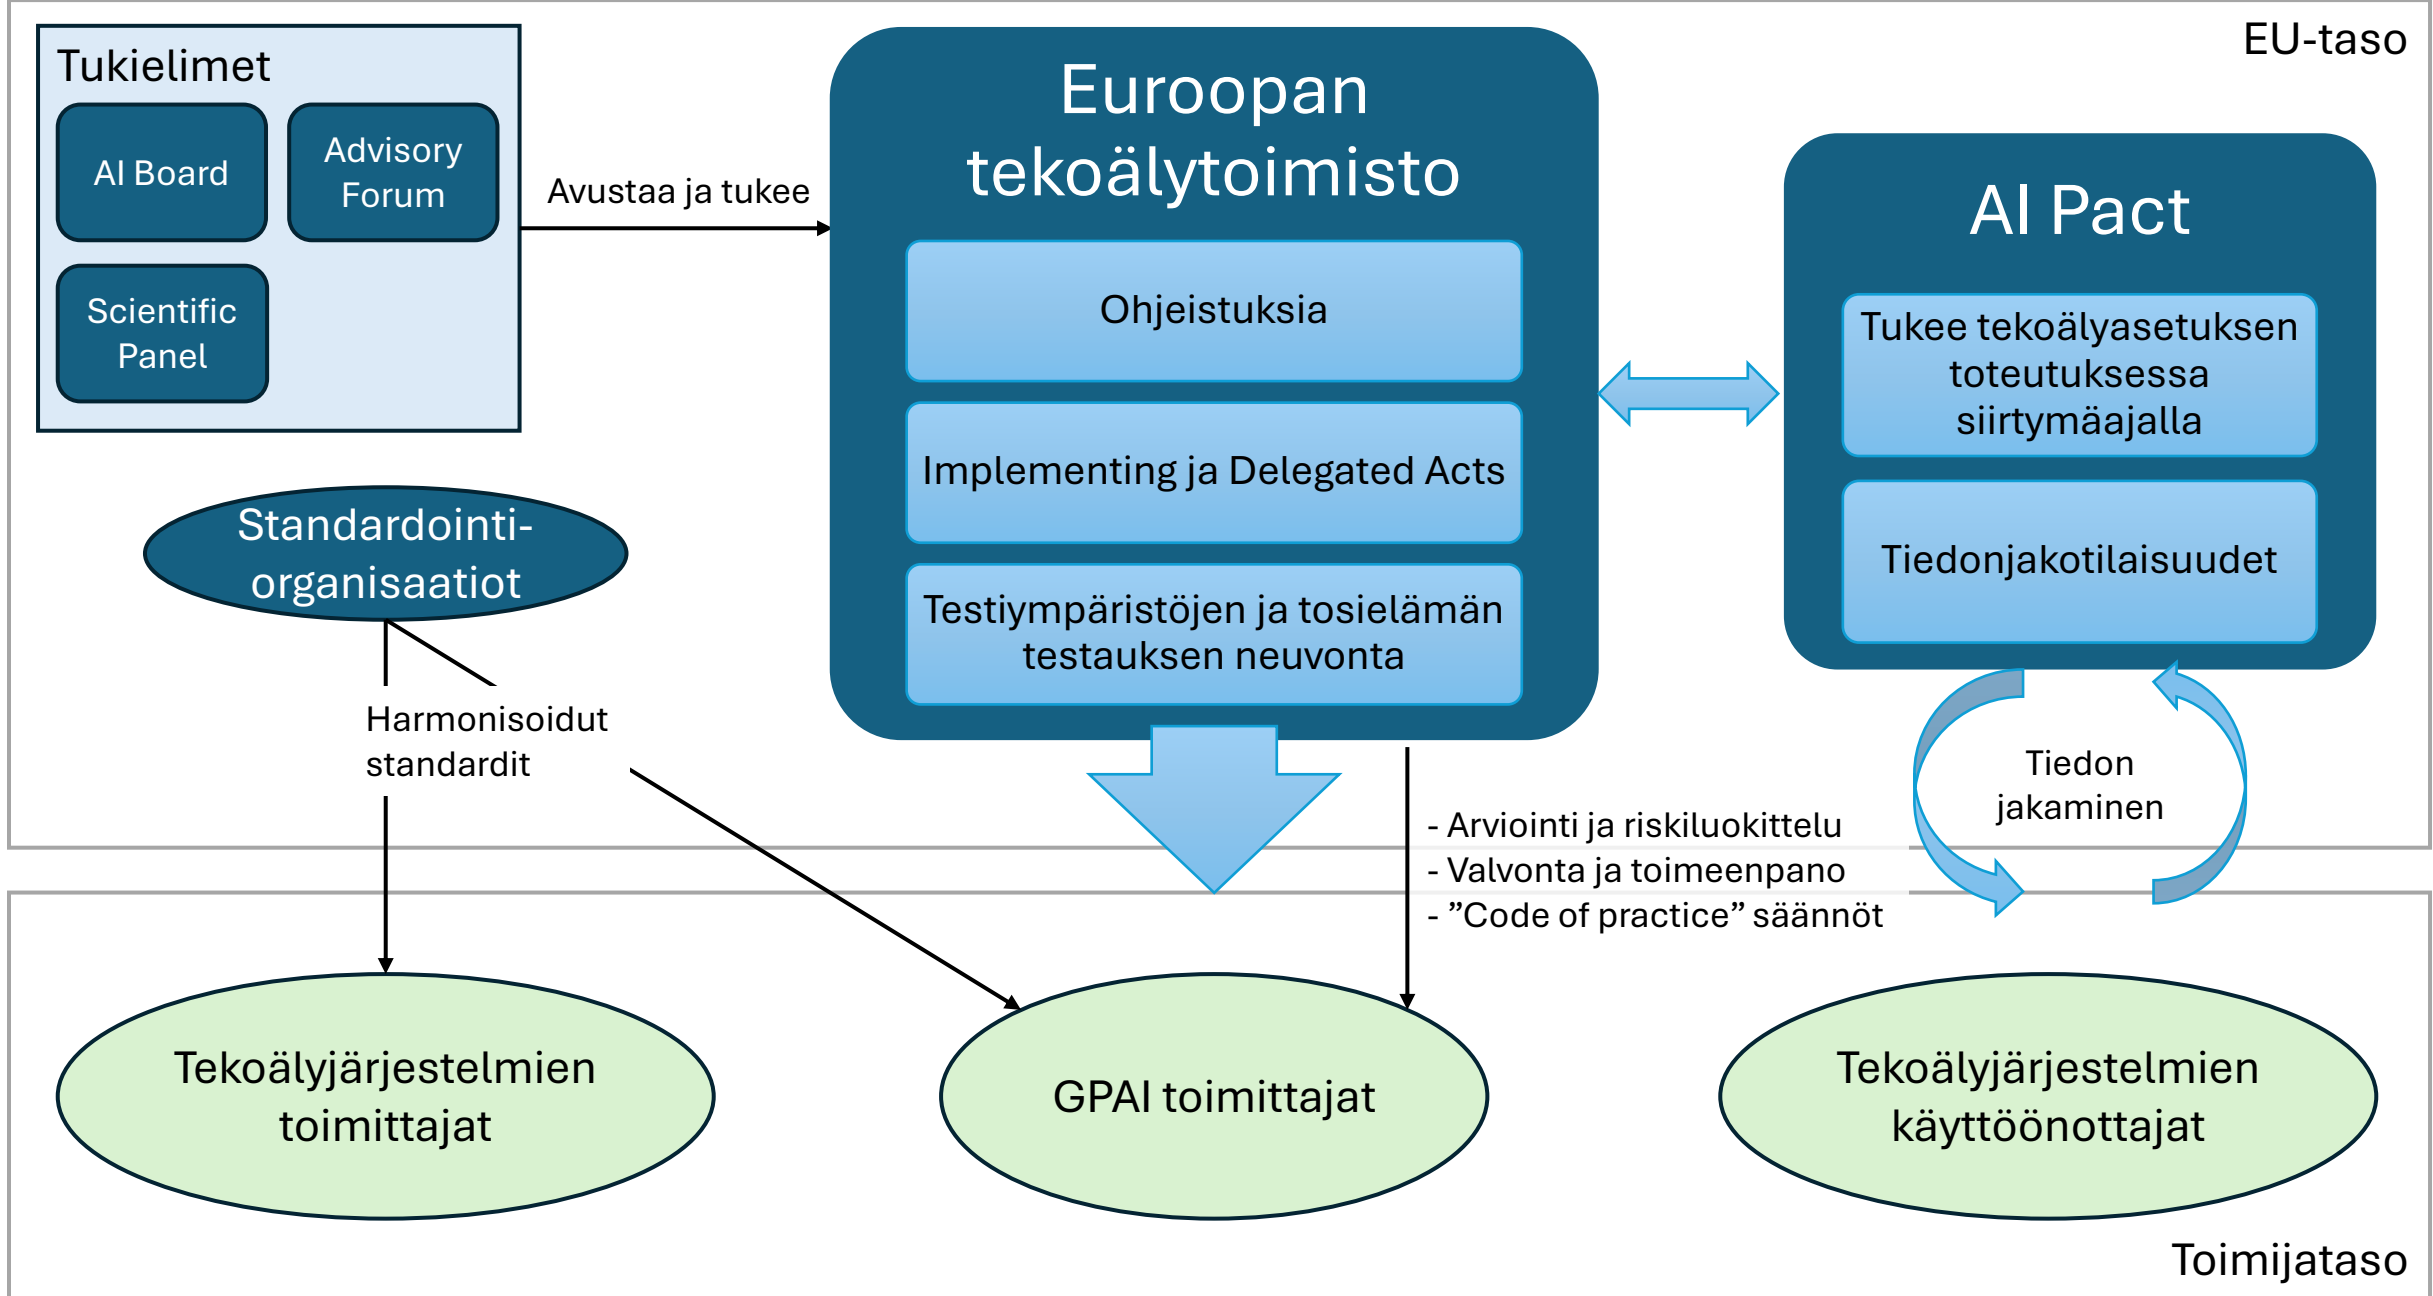 EU-taso
Tukielimet
AI Board
Advisory
Forum
Scientific
Panel
Avustaa ja tukee
Euroopan
tekoälytoimisto
Ohjeistuksia
Implementing ja Delegated Acts
Testiympäristöjen ja tosielämän
testauksen neuvonta
AI Pact
Tukee tekoälyasetuksen
toteutuksessa
siirtymäajalla
Tiedonjakotilaisuudet
Standardointi-
organisaatiot
Harmonisoidut
standardit
- Arviointi ja riskiluokittelu
- Valvonta ja toimeenpano
- ”Code of practice” säännöt
Tiedon
jakaminen
Tekoälyjärjestelmien
toimittajat
GPAI toimittajat
Tekoälyjärjestelmien
käyttöönottajat
Toimijataso